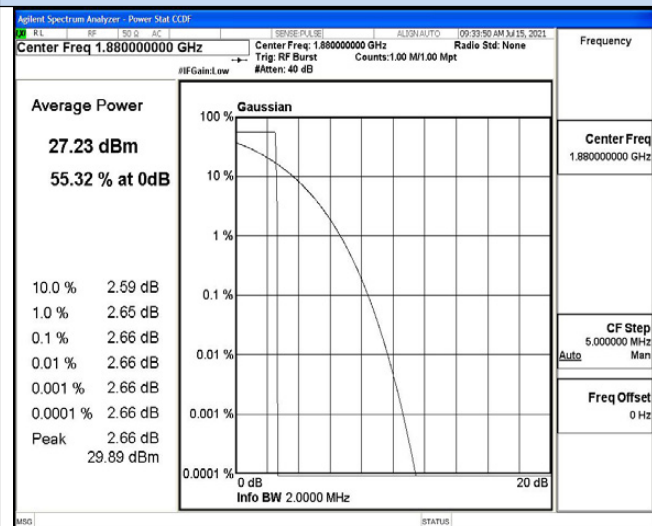 Agilent Spectrum Analyzer - Power Stat CCDF
RL RF 50 Ω AC SENSE:PULSE ALIGN AUTO 09:33:50 AM Jul 15, 2021
Center Freq 1.880000000 GHz
Center Freq: 1.880000000 GHz Radio Std: None
Trig: RF Burst Counts:1.00 M/1.00 Mpt
#IFGain:Low #Atten: 40 dB
Frequency
Average Power
27.23 dBm
55.32 % at 0dB
10.0 % 2.59 dB
1.0 % 2.65 dB
0.1 % 2.66 dB
0.01 % 2.66 dB
0.001 % 2.66 dB
0.0001 % 2.66 dB
Peak 2.66 dB
29.89 dBm
Gaussian
100 %
10 %
1 %
0.1 %
0.01 %
0.001 %
0.0001 %
0 dB 20 dB
Info BW 2.0000 MHz
Center Freq
1.880000000 GHz
CF Step
5.000000 MHz
Auto Man
Freq Offset
0 Hz
MSG STATUS